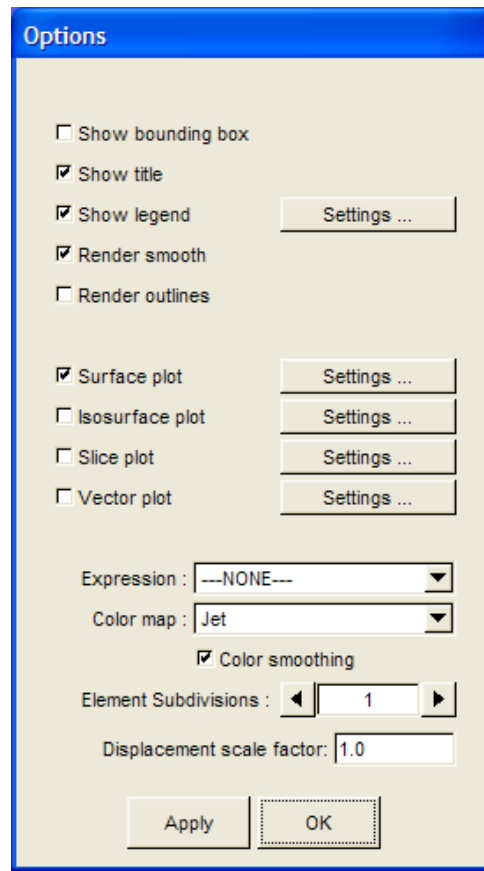 Options
Show bounding box
Show title
Show legend Settings ...
Render smooth
Render outlines
Surface plot Settings ...
Isosurface plot Settings ...
Slice plot Settings ...
Vector plot Settings ...
Expression : ---NONE---
Color map : Jet
Color smoothing
Element Subdivisions : 1
Displacement scale factor: 1.0
Apply OK